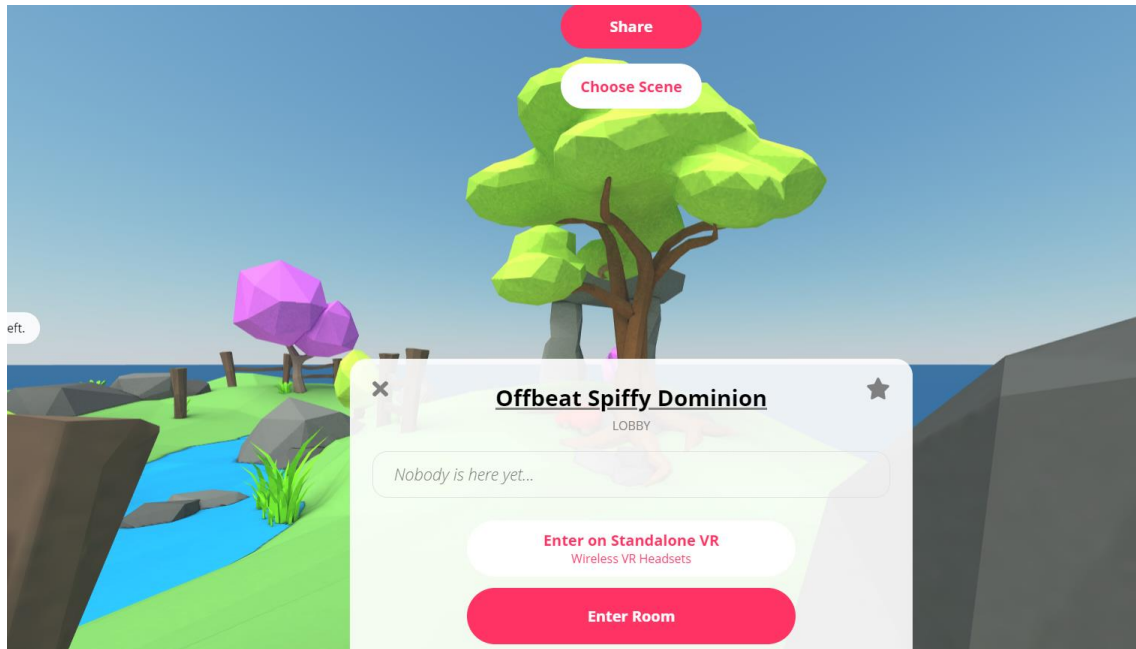 Share
Choose Scene
eft.
Offbeat Spiffy Dominion
LOBBY
Nobody is here yet...
Enter on Standalone VR
Wireless VR Headsets
Enter Room